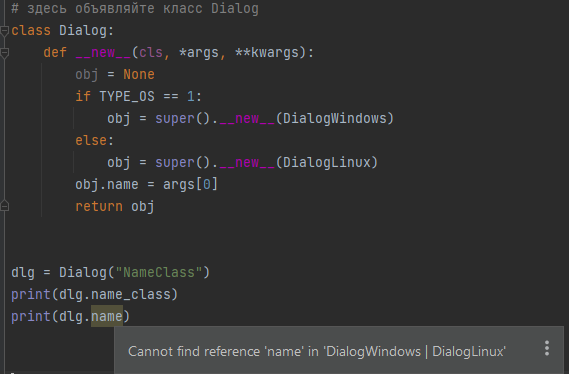 # здесь объявляйте класс Dialog
class Dialog:
    def __new__(cls, *args, **kwargs):
        obj = None
        if TYPE_OS == 1:
            obj = super().__new__(DialogWindows)
        else:
            obj = super().__new__(DialogLinux)
        obj.name = args[0]
        return obj
dlg = Dialog("NameClass")
print(dlg.name_class)
print(dlg.name)
Cannot find reference 'name' in 'DialogWindows | DialogLinux'